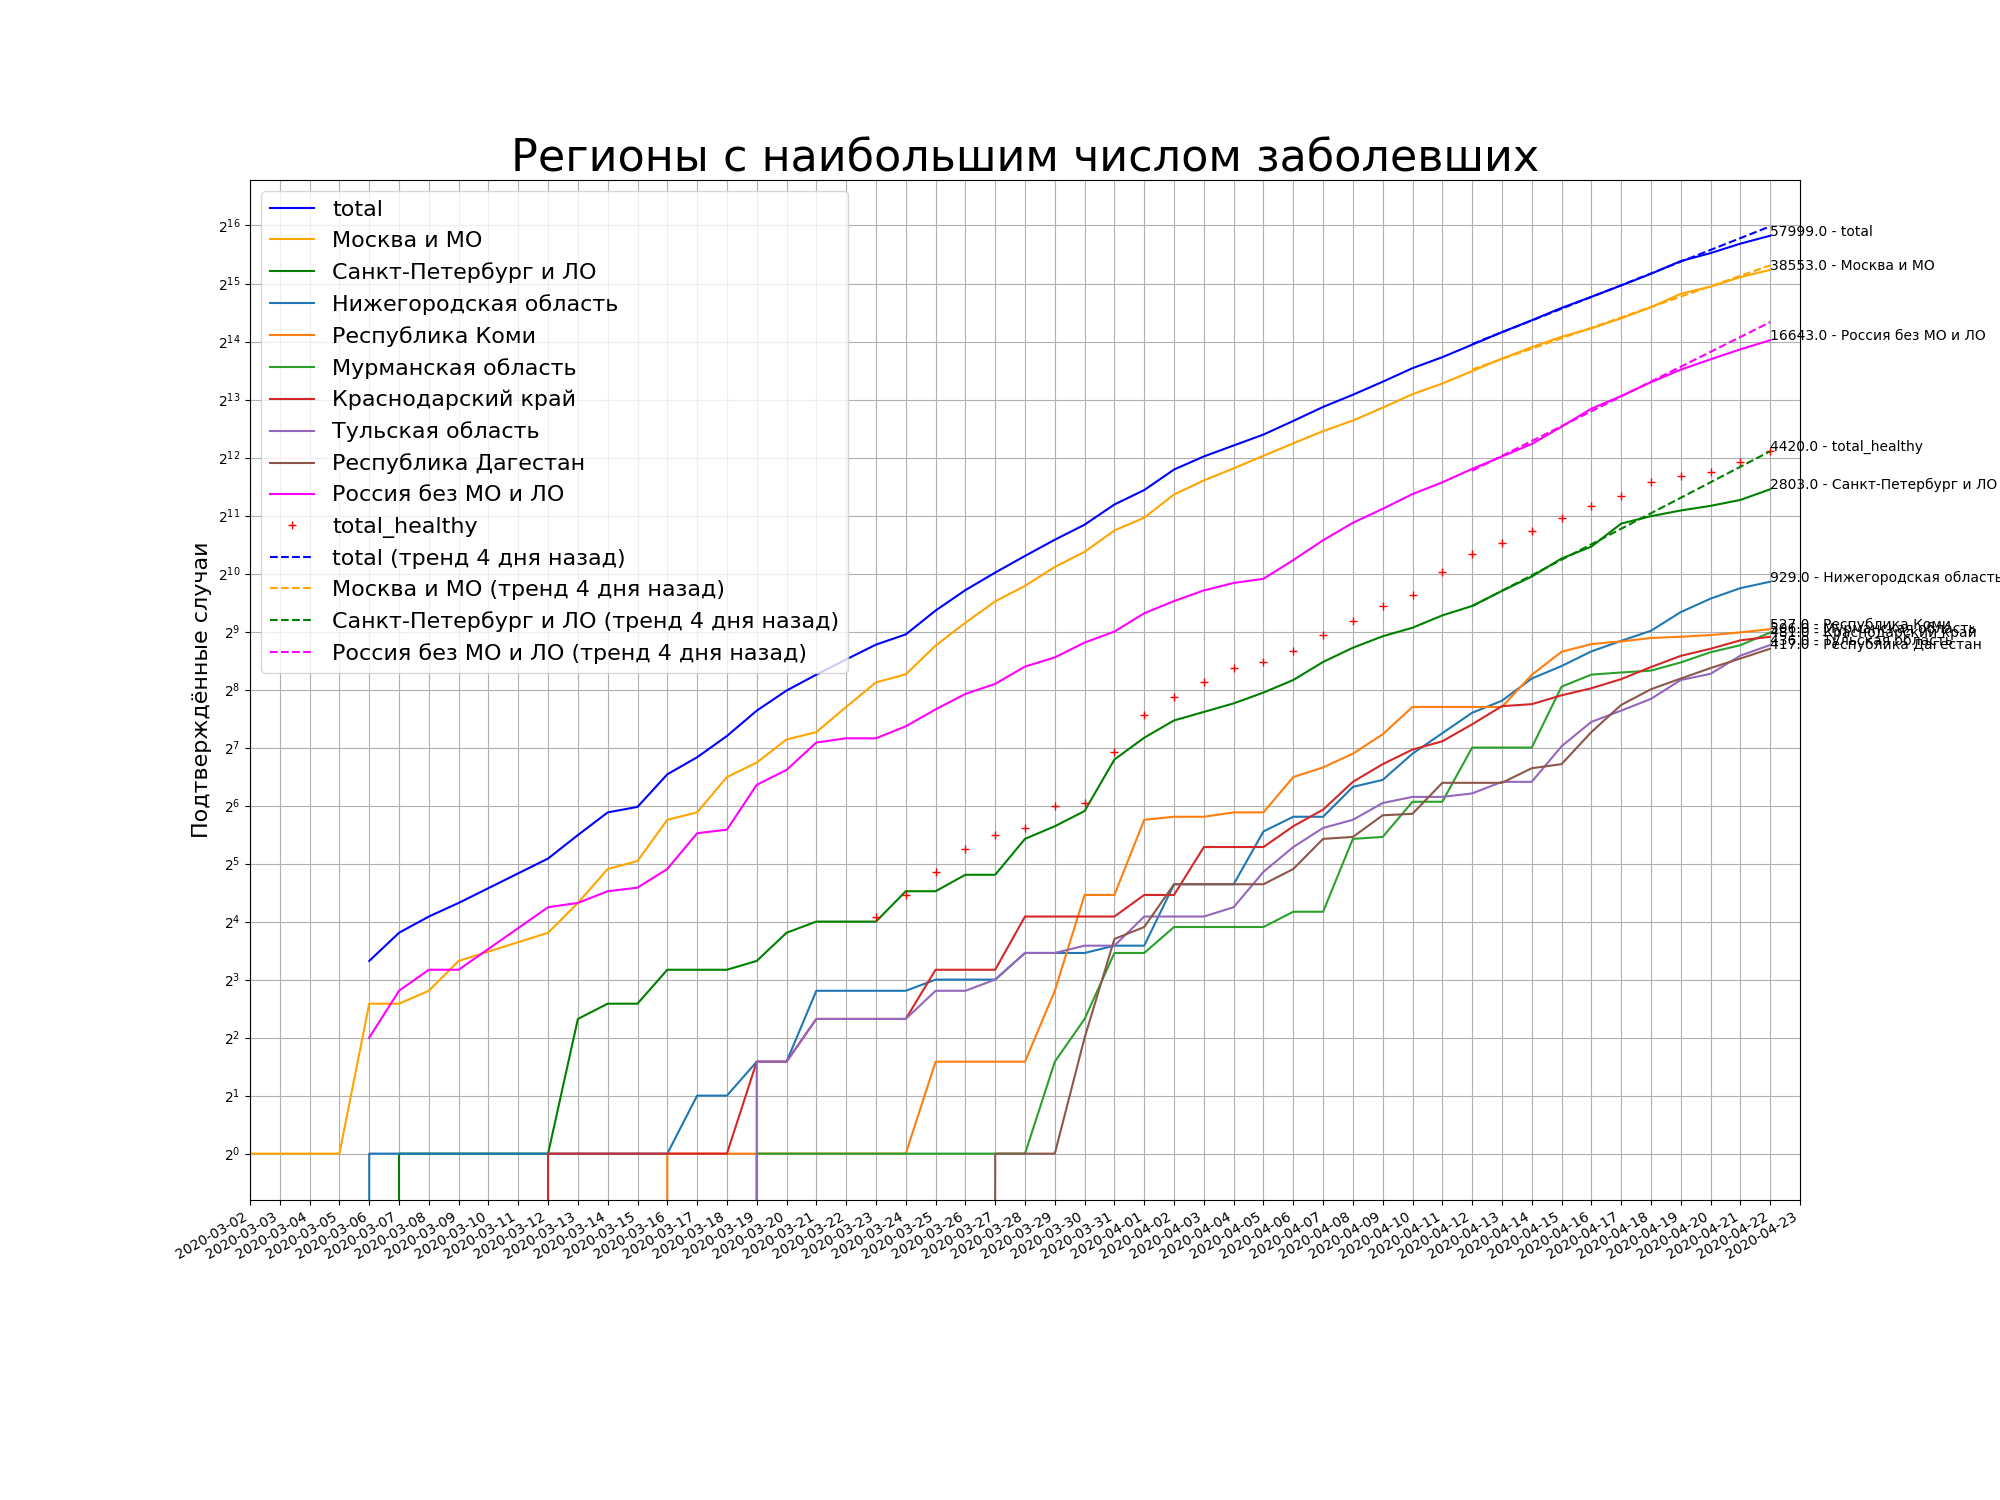 Регионы с наибольшим числом заболевших
Подтверждённые случаи
2^16
2^15
2^14
2^13
2^12
2^11
2^10
2^9
2^8
2^7
2^6
2^5
2^4
2^3
2^2
2^1
2^0
total
Москва и МО
Санкт-Петербург и ЛО
Нижегородская область
Республика Коми
Мурманская область
Краснодарский край
Тульская область
Республика Дагестан
Россия без МО и ЛО
total_healthy
total (тренд 4 дня назад)
Москва и МО (тренд 4 дня назад)
Санкт-Петербург и ЛО (тренд 4 дня назад)
Россия без МО и ЛО (тренд 4 дня назад)
57999.0 - total
38553.0 - Москва и МО
16643.0 - Россия без МО и ЛО
4420.0 - total_healthy
2803.0 - Санкт-Петербург и ЛО
929.0 - Нижегородская область
527.0 - Республика Коми
- Мурманская область
- Краснодарский край
- Тульская область
417.0 - Республика Дагестан
2020-03-02
2020-03-03
2020-03-04
2020-03-05
2020-03-06
2020-03-07
2020-03-08
2020-03-09
2020-03-10
2020-03-11
2020-03-12
2020-03-13
2020-03-14
2020-03-15
2020-03-16
2020-03-17
2020-03-18
2020-03-19
2020-03-20
2020-03-21
2020-03-22
2020-03-23
2020-03-24
2020-03-25
2020-03-26
2020-03-27
2020-03-28
2020-03-29
2020-03-30
2020-03-31
2020-04-01
2020-04-02
2020-04-03
2020-04-04
2020-04-05
2020-04-06
2020-04-07
2020-04-08
2020-04-09
2020-04-10
2020-04-11
2020-04-12
2020-04-13
2020-04-14
2020-04-15
2020-04-16
2020-04-17
2020-04-18
2020-04-19
2020-04-20
2020-04-21
2020-04-22
2020-04-23